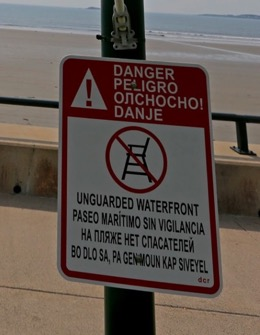 DANGER
PELIGRO
ОПСНОСНО!
DANJE
UNGUARDED WATERFRONT
PASEO MARÍTIMO SIN VIGILANCIA
НА ПЛЯЖЕ НЕТ СПАСАТЕЛЕЙ
BO DLO SA, PA GEN MOUN KAP SIVEYEL
dcr